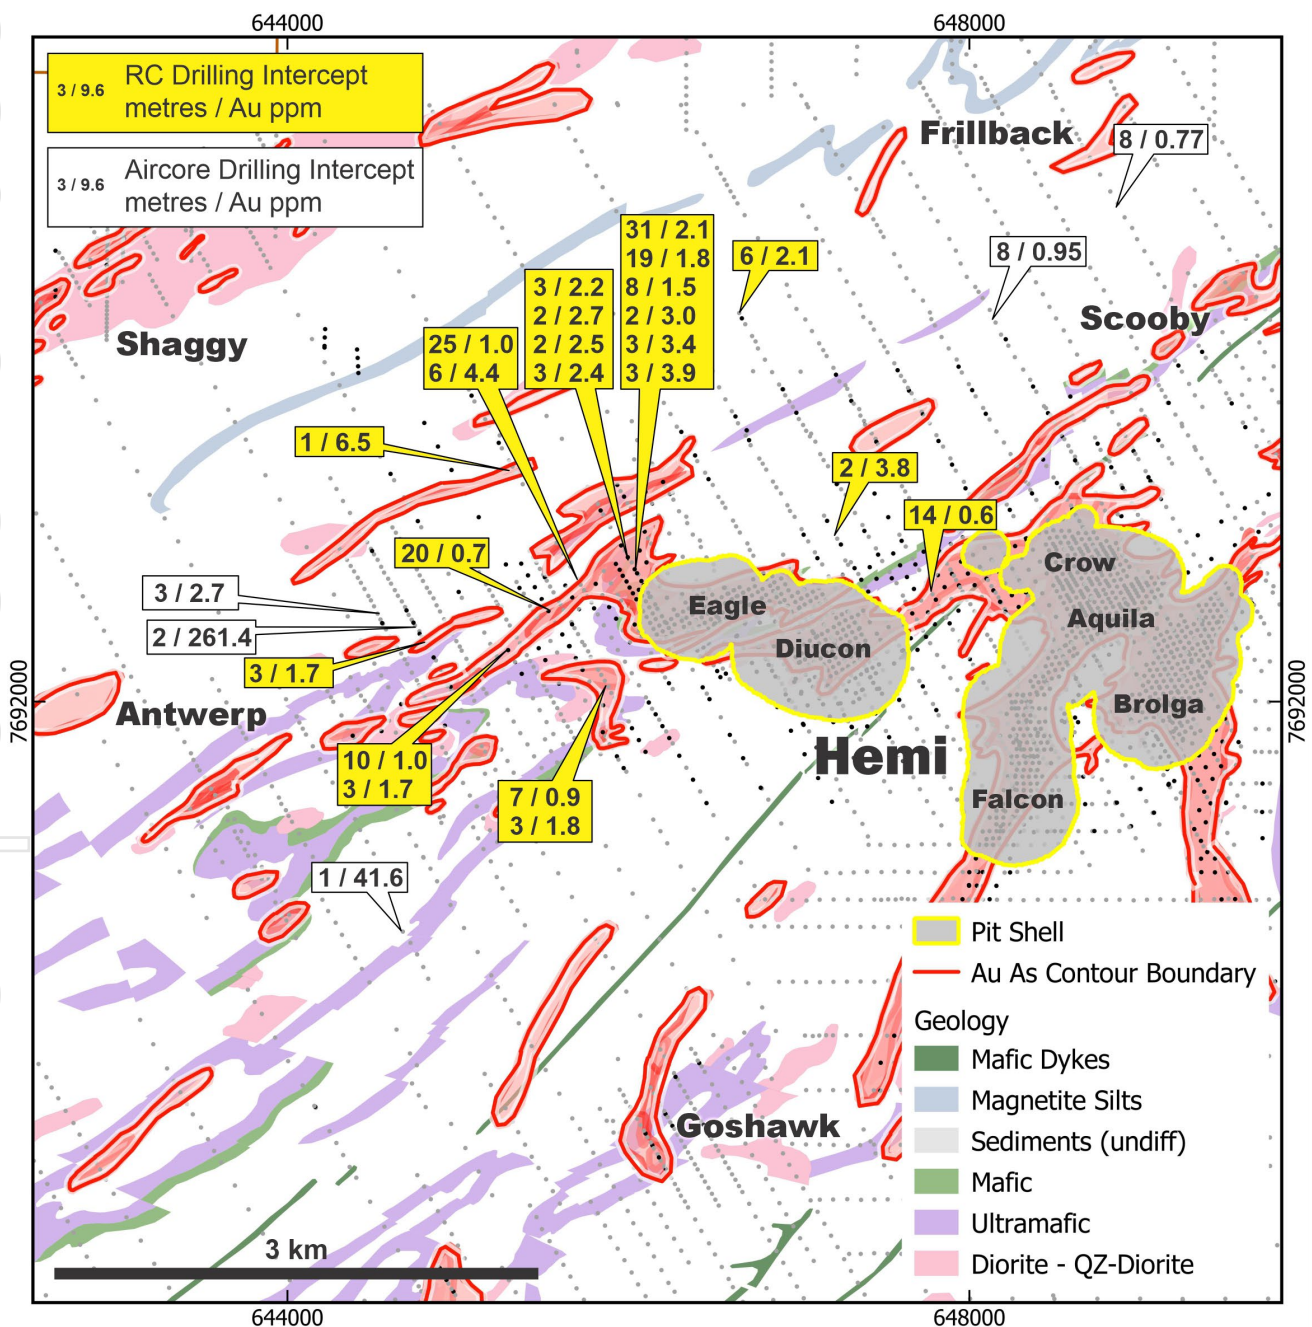 644000
648000
3 / 9.6
RC Drilling Intercept
metres / Au ppm
3 / 9.6
Aircore Drilling Intercept
metres / Au ppm
Frillback
8 / 0.77
31 / 2.1
19 / 1.8
8 / 1.5
2 / 3.0
3 / 3.4
3 / 3.9
6 / 2.1
8 / 0.95
3 / 2.2
2 / 2.7
2 / 2.5
3 / 2.4
Scooby
Shaggy
25 / 1.0
6 / 4.4
1 / 6.5
2 / 3.8
14 / 0.6
20 / 0.7
Crow
3 / 2.7
Eagle
Aquila
2 / 261.4
Diucon
3 / 1.7
7692000
7692000
Antwerp
Brolga
Hemi
10 / 1.0
3 / 1.7
7 / 0.9
3 / 1.8
Falcon
1 / 41.6
Pit Shell
Au As Contour Boundary
Geology
Mafic Dykes
Magnetite Silts
Sediments (undiff)
Mafic
Ultramafic
Diorite - QZ-Diorite
Goshawk
3 km
644000
648000